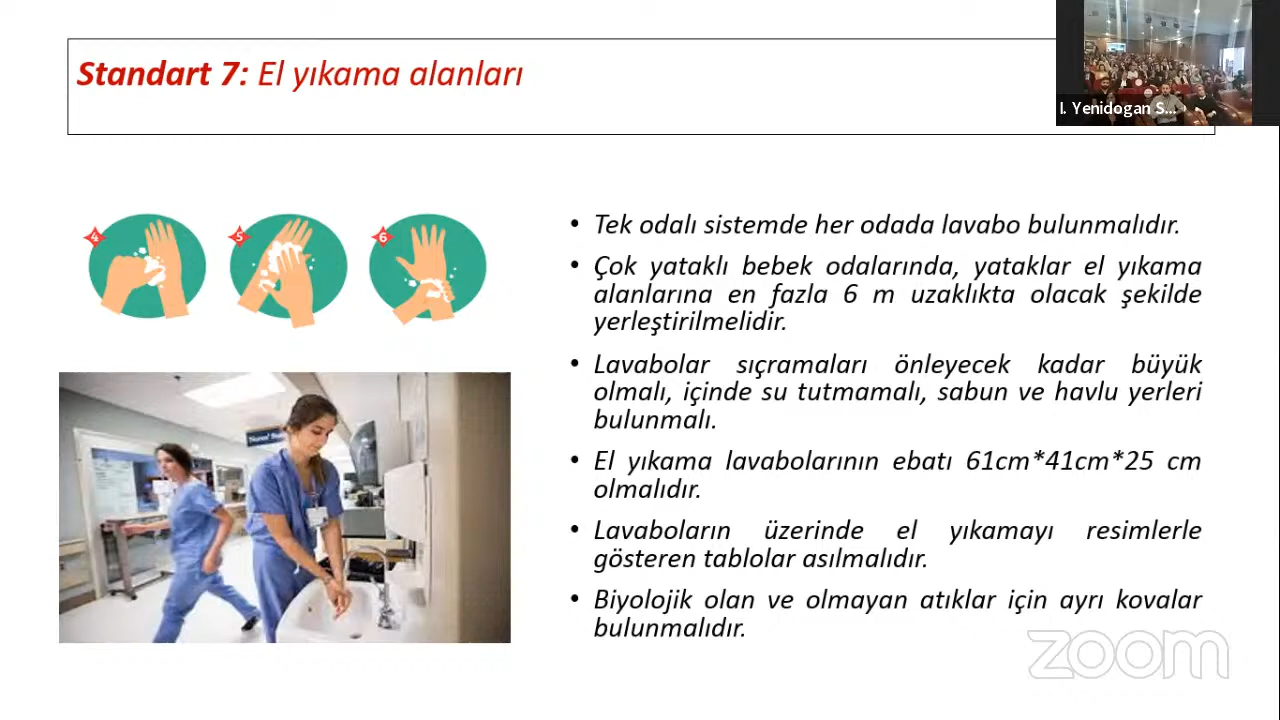 Standart 7: El yıkama alanları
I. Yenidogan S...
4
5
6
• Tek odalı sistemde her odada lavabo bulunmalıdır.
• Çok yataklı bebek odalarında, yataklar el yıkama
alanlarına en fazla 6 m uzaklıkta olacak şekilde
yerleştirilmelidir.
• Lavabolar sıçramaları önleyecek kadar büyük
olmalı, içinde su tutmamalı, sabun ve havlu yerleri
bulunmalı.
• El yıkama lavabolarının ebatı 61cm*41cm*25 cm
olmalıdır.
• Lavaboların üzerinde el yıkamayı resimlerle
gösteren tablolar asılmalıdır.
• Biyolojik olan ve olmayan atıklar için ayrı kovalar
bulunmalıdır.
zoom